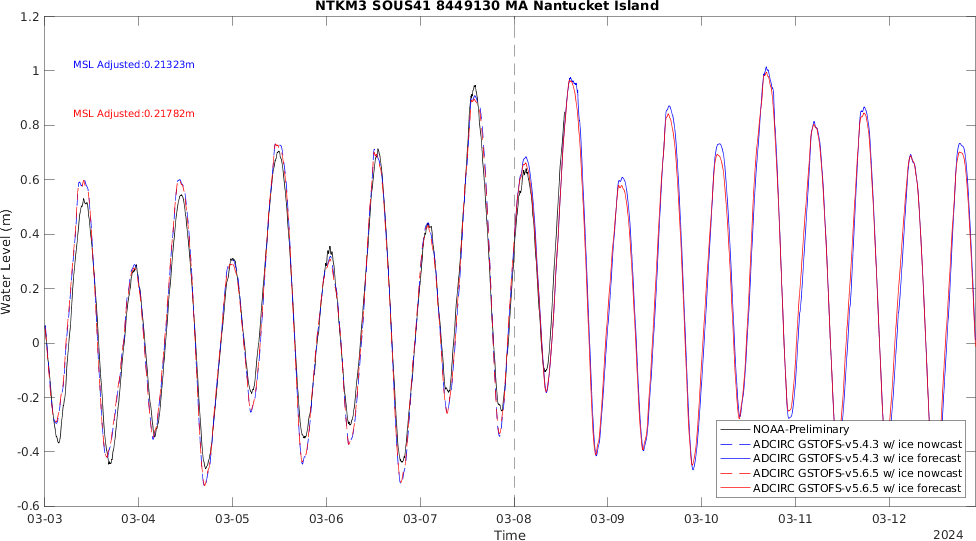 NTKM3 SOUS41 8449130 MA Nantucket Island
1.2
1
0.8
0.6
0.4
0.2
0
-0.2
-0.4
-0.6
Water Level (m)
MSL Adjusted:0.21323m
MSL Adjusted:0.21782m
NOAA-Preliminary
ADCIRC GSTOFS-v5.4.3 w/ ice nowcast
ADCIRC GSTOFS-v5.4.3 w/ ice forecast
ADCIRC GSTOFS-v5.6.5 w/ ice nowcast
ADCIRC GSTOFS-v5.6.5 w/ ice forecast
03-03 03-04 03-05 03-06 03-07 03-08 03-09 03-10 03-11 03-12
Time
2024